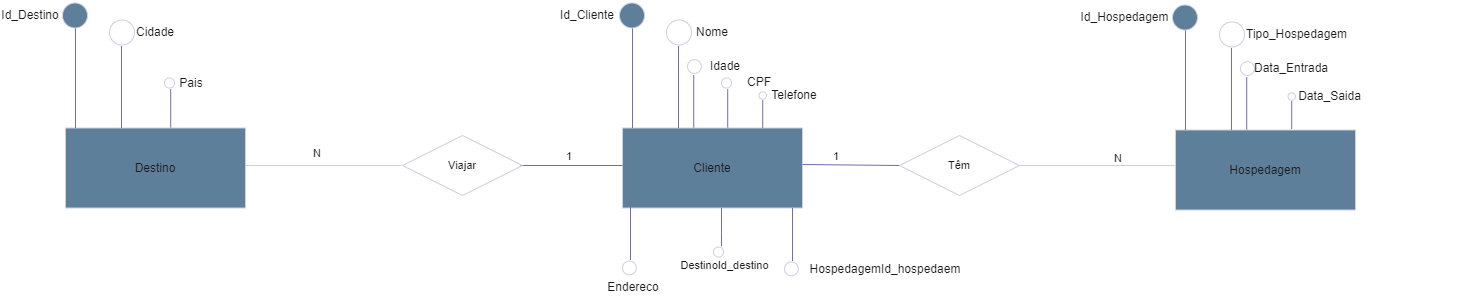 Id_Destino
Cidade
Pais
Id_Cliente
Nome
Idade
CPF
Telefone
Id_Hospedagem
Tipo_Hospedagem
Data_Entrada
Data_Saida
Destino
N
Viajar
1
Cliente
1
Têm
N
Hospedagem
Endereco
DestinoId_destino
HospedagemId_hospedaem